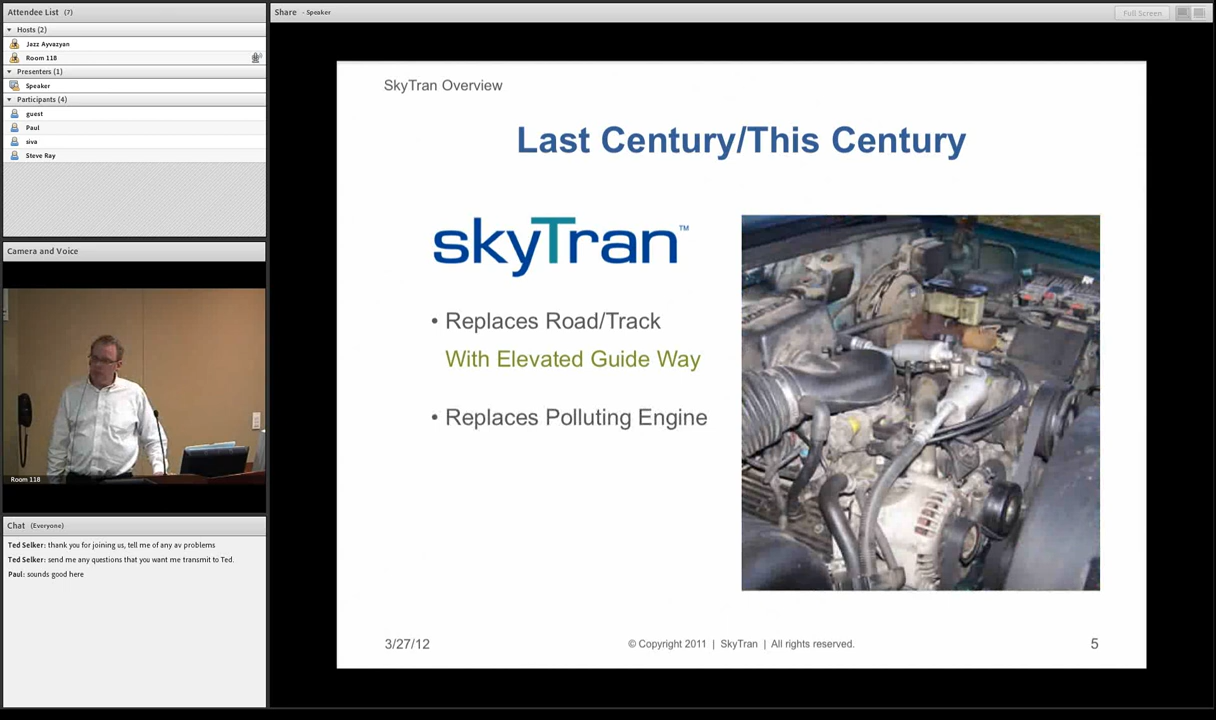 Attendee List (7)
Hosts (2)
Jazz Ayvazyan
Room 118
Presenters (1)
Speaker
Participants (4)
guest
Paul
siva
Steve Ray
Camera and Voice
Room 118
Chat (Everyone)
Ted Selker: thank you for joining us, tell me of any av problems
Ted Selker: send me any questions that you want me transmit to Ted.
Paul: sounds good here
Share - Speaker
Full Screen
SkyTran Overview
Last Century/This Century
skyTran™
• Replaces Road/Track
With Elevated Guide Way
• Replaces Polluting Engine
3/27/12
© Copyright 2011 | SkyTran | All rights reserved.
5